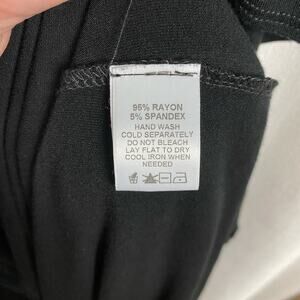 95% RAYON
5% SPANDEX
HAND WASH
COLD SEPARATELY
DO NOT BLEACH
LAY FLAT TO DRY
COOL IRON WHEN
NEEDED